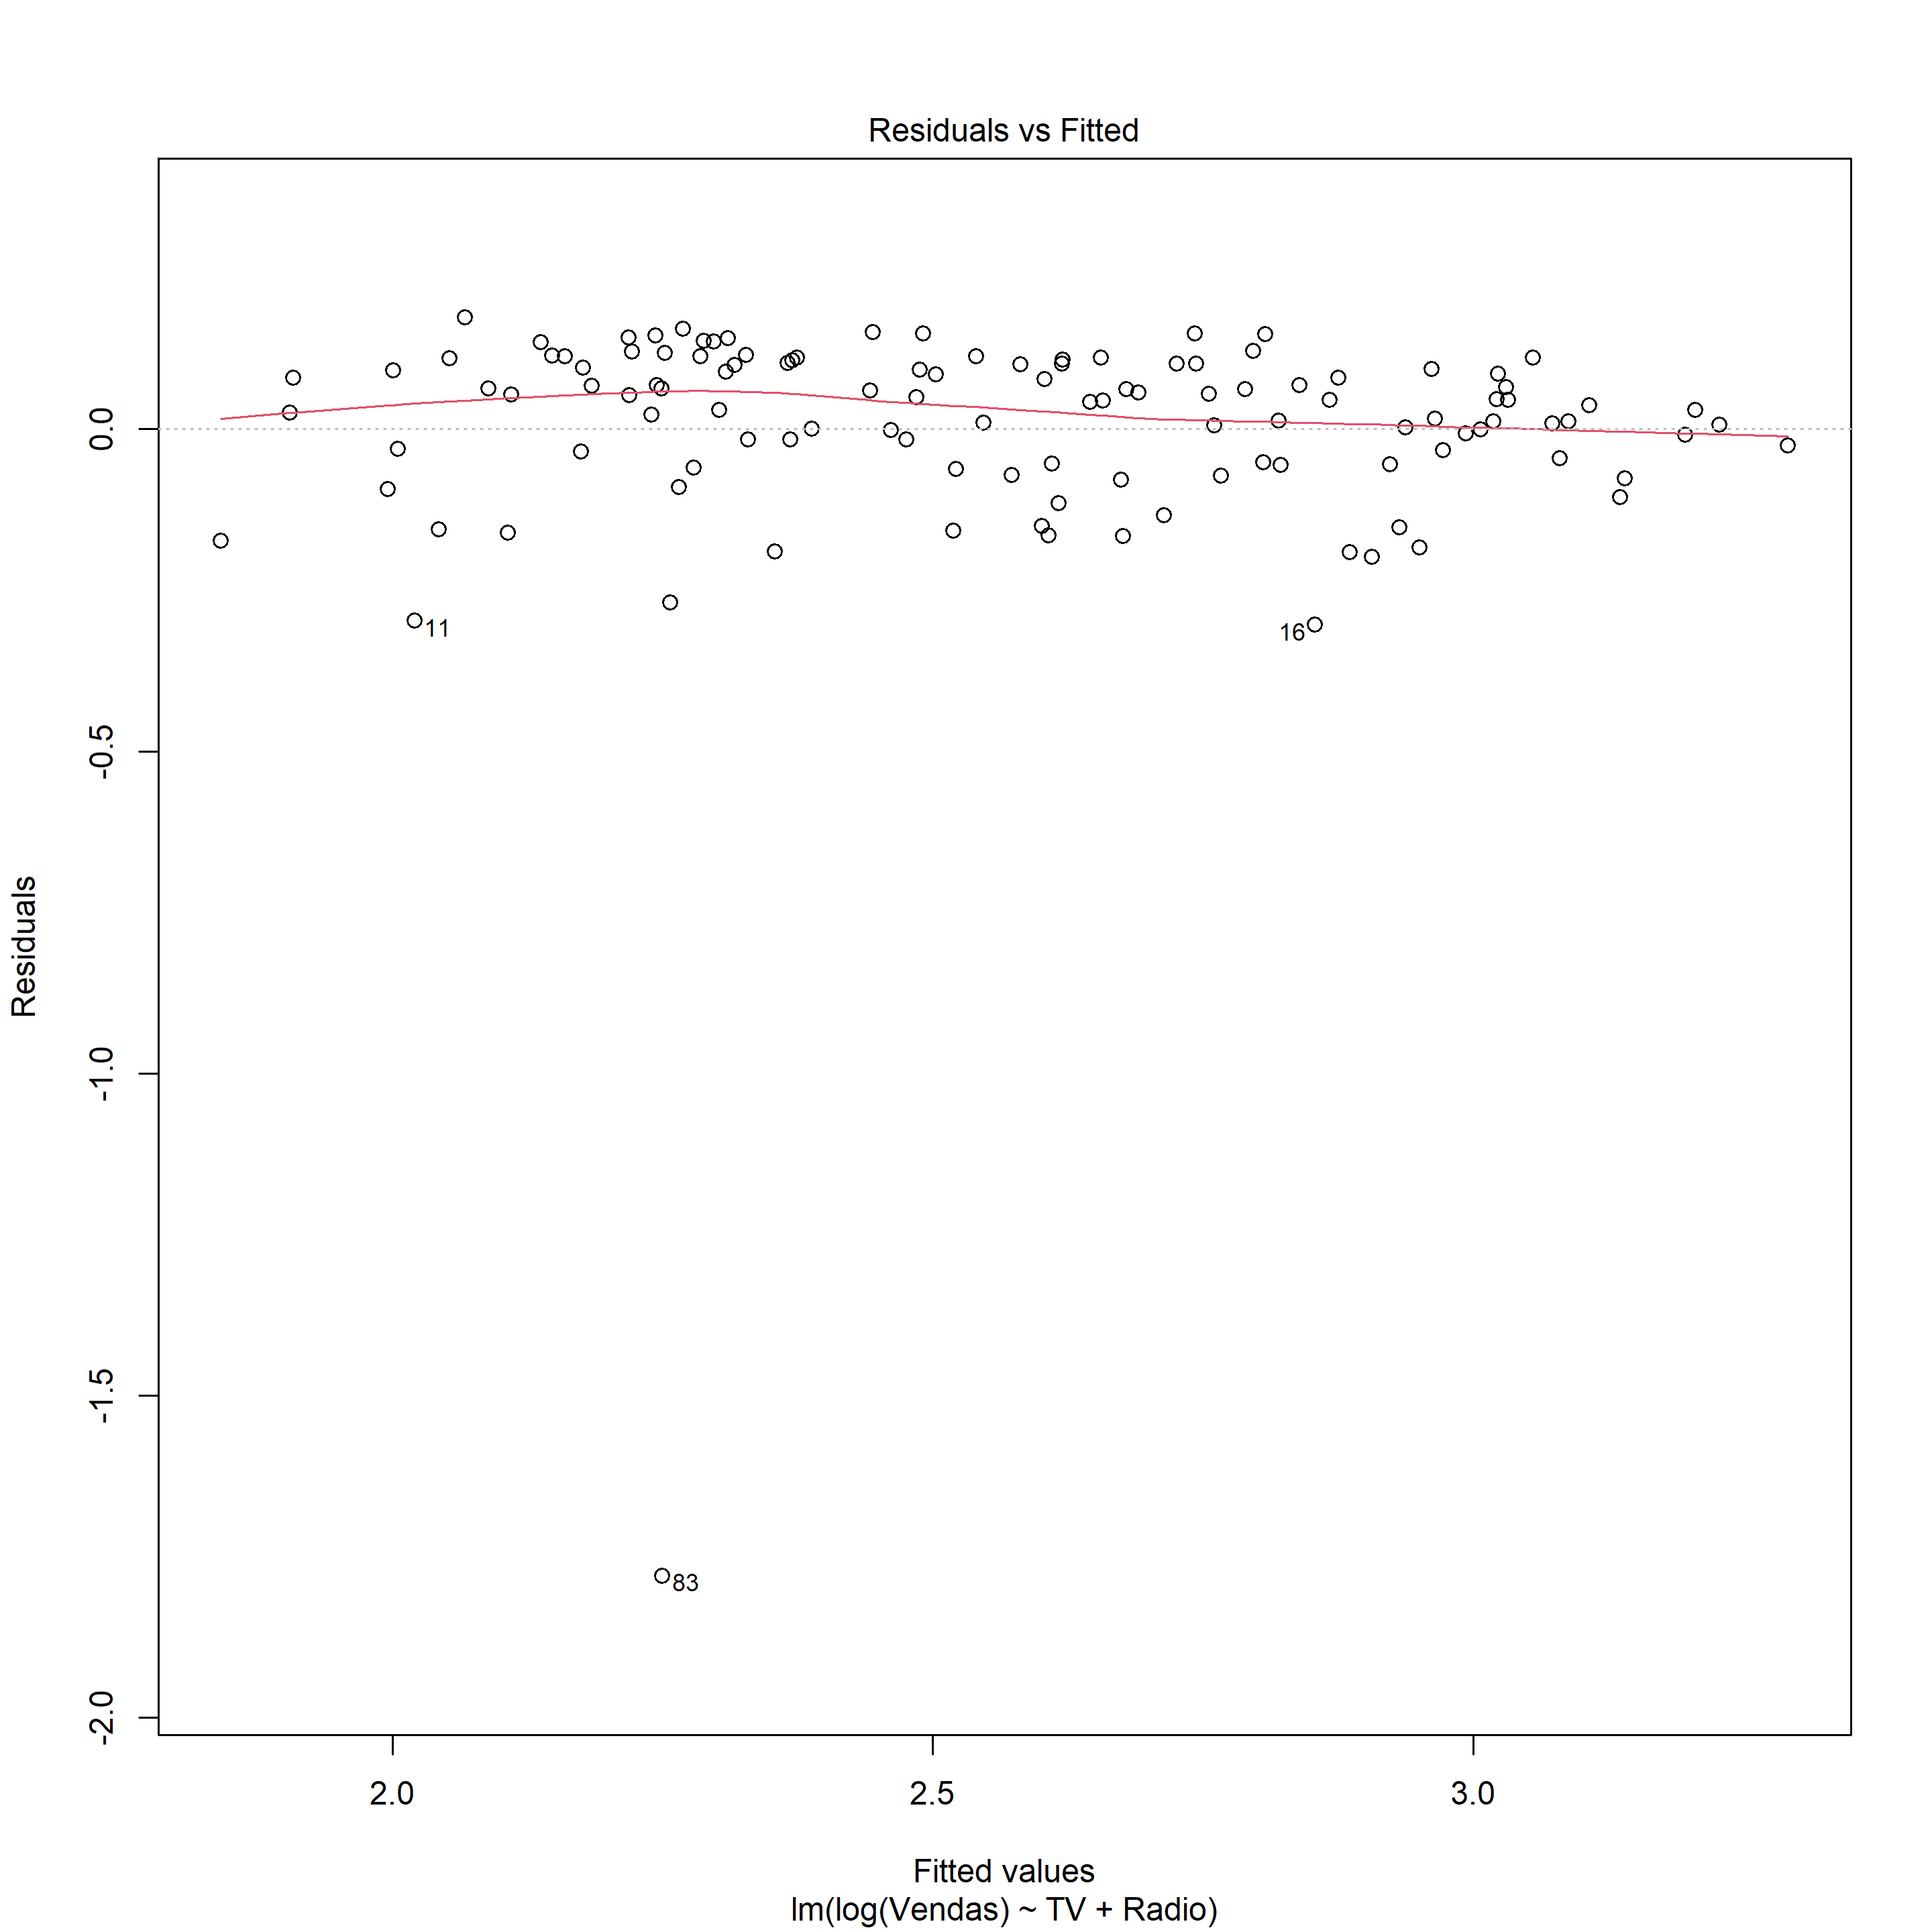 Residuals vs Fitted
0.0
-0.5
-1.0
-1.5
-2.0
Residuals
11
16
83
2.0 2.5 3.0
Fitted values
lm(log(Vendas) ~ TV + Radio)